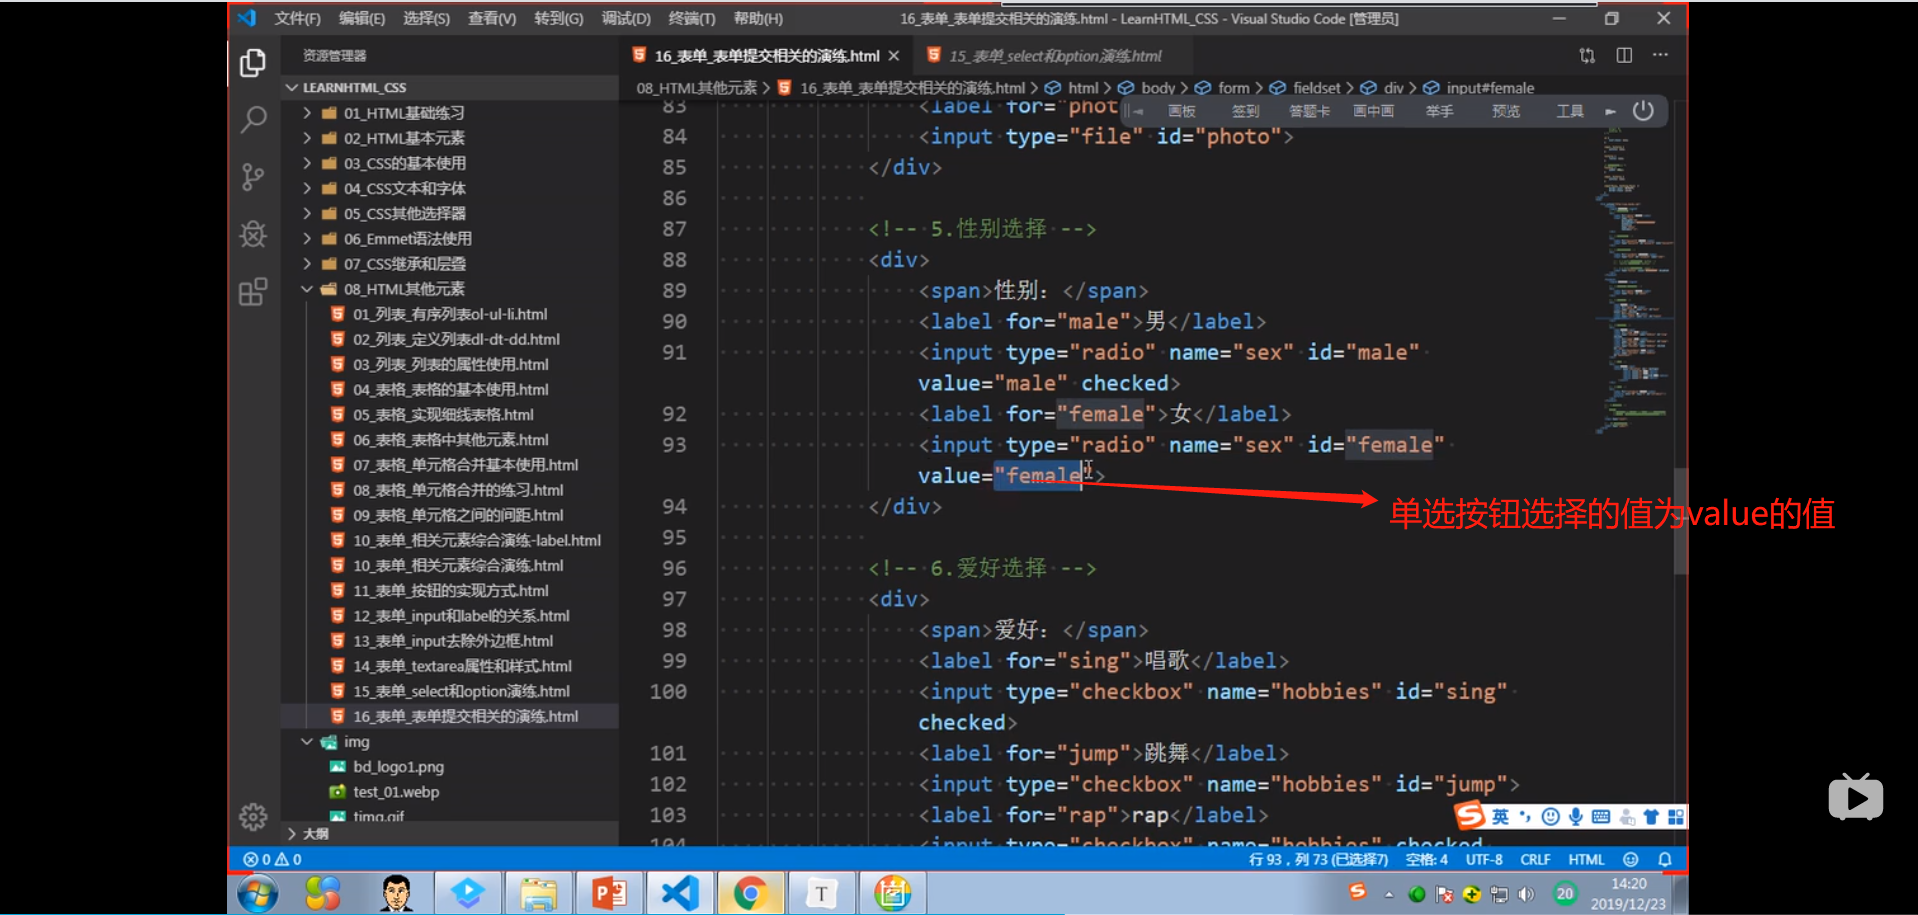 文件(F) 编辑(E) 选择(S) 查看(V) 转到(G) 调试(D) 终端(T) 帮助(H) 16_表单_表单提交相关的演练.html - LearnHTML_CSS - Visual Studio Code [管理员]
资源管理器
16_表单_表单提交相关的演练.html
15_表单_select和option演练.html
LEARNHTML_CSS
08_HTML其他元素 > 16_表单_表单提交相关的演练.html > html > body > form > fieldset > div > input#female
画板 签到 答题卡 画中画 举手 预览 工具
01_HTML基础练习
02_HTML基本元素
03_CSS的基本使用
04_CSS文本和字体
05_CSS其他选择器
06_Emmet语法使用
07_CSS继承和层叠
08_HTML其他元素
01_列表_有序列表ol-ul-li.html
02_列表_定义列表dl-dt-dd.html
03_列表_列表的属性使用.html
04_表格_表格的基本使用.html
05_表格_实现细线表格.html
06_表格_表格中其他元素.html
07_表格_单元格合并基本使用.html
08_表格_单元格合并的练习.html
09_表格_单元格之间的间距.html
10_表单_相关元素综合演练-label.html
10_表单_相关元素综合演练.html
11_表单_按钮的实现方式.html
12_表单_input和label的关系.html
13_表单_input去除外边框.html
14_表单_textarea属性和样式.html
15_表单_select和option演练.html
16_表单_表单提交相关的演练.html
img
bd_logo1.png
test_01.webp
timg.gif
大纲
83 <label for="phot
84 <input type="file" id="photo">
85 </div>
86
87 <!-- 5.性别选择 -->
88 <div>
89 <span>性别：</span>
90 <label for="male">男</label>
91 <input type="radio" name="sex" id="male"
value="male" checked>
92 <label for="female">女</label>
93 <input type="radio" name="sex" id="female"
value="female">
94 </div>
95
96 <!-- 6.爱好选择 -->
97 <div>
98 <span>爱好：</span>
99 <label for="sing">唱歌</label>
100 <input type="checkbox" name="hobbies" id="sing"
checked>
101 <label for="jump">跳舞</label>
102 <input type="checkbox" name="hobbies" id="jump">
103 <label for="rap">rap</label>
104 <input type="checkbox" name="hobbies" checked
单选按钮选择的值为value的值
英
0 0 行 93，列 73 (已选择7) 空格: 4 UTF-8 CRLF HTML
T
20
14:20
2019/12/23